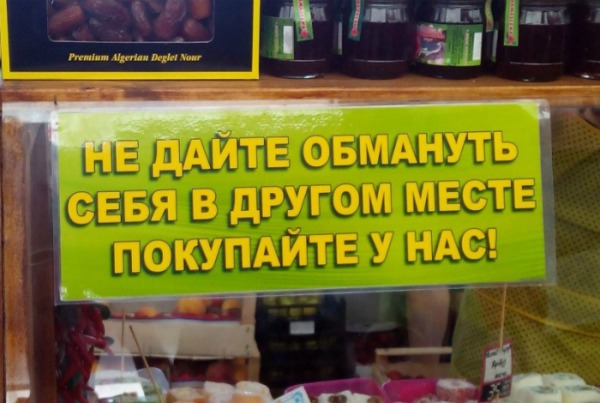 Premium Algerian Deglet Nour
НЕ ДАЙТЕ ОБМАНУТЬ
СЕБЯ В ДРУГОМ МЕСТЕ
ПОКУПАЙТЕ У НАС!